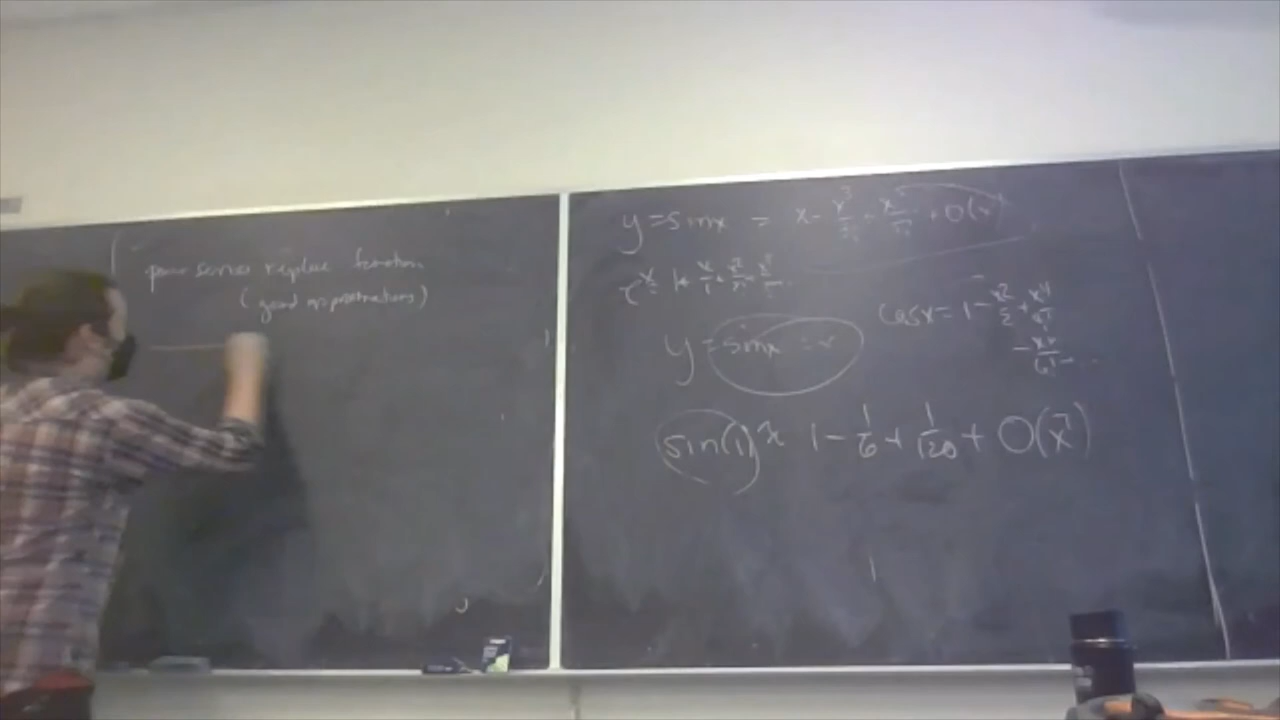 power series replace function
(good approximations)
y = sin x = x - x³/3! + x⁵/5! + O(x⁷)
eˣ = 1 + x/1 + x²/2! + x³/3! ...
cos x = 1 - x²/2 + x⁴/4!
- x⁶/6! - ...
y = sin x = x
sin(1) ≈ 1 - 1/6 + 1/120 + O(x⁷)